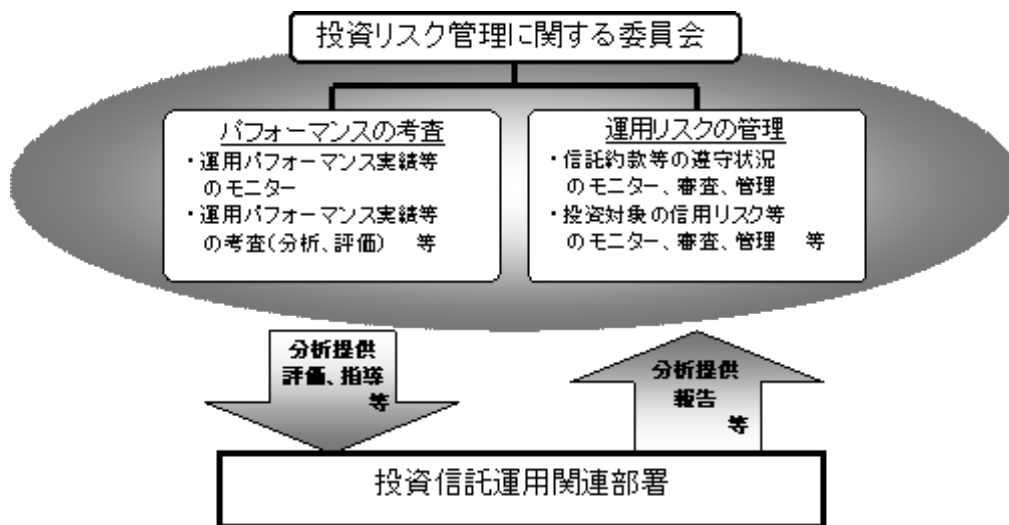 投資リスク管理に関する委員会
パフォーマンスの考査
・運用パフォーマンス実績等
のモニター
・運用パフォーマンス実績等
の考査(分析、評価) 等
運用リスクの管理
・信託約款等の遵守状況
のモニター、審査、管理
・投資対象の信用リスク等
のモニター、審査、管理 等
分析提供
評価、指導
等
分析提供
報告
等
投資信託運用関連部署